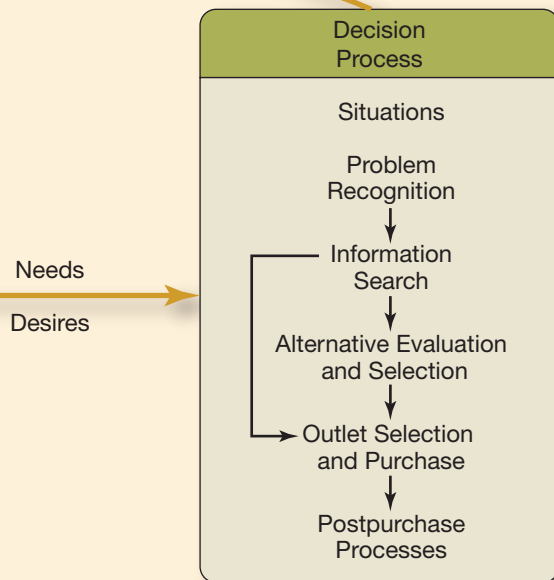 Decision
Process
Situations
Problem
Recognition
Information
Search
Needs
Desires
Alternative Evaluation
and Selection
Outlet Selection
and Purchase
Postpurchase
Processes